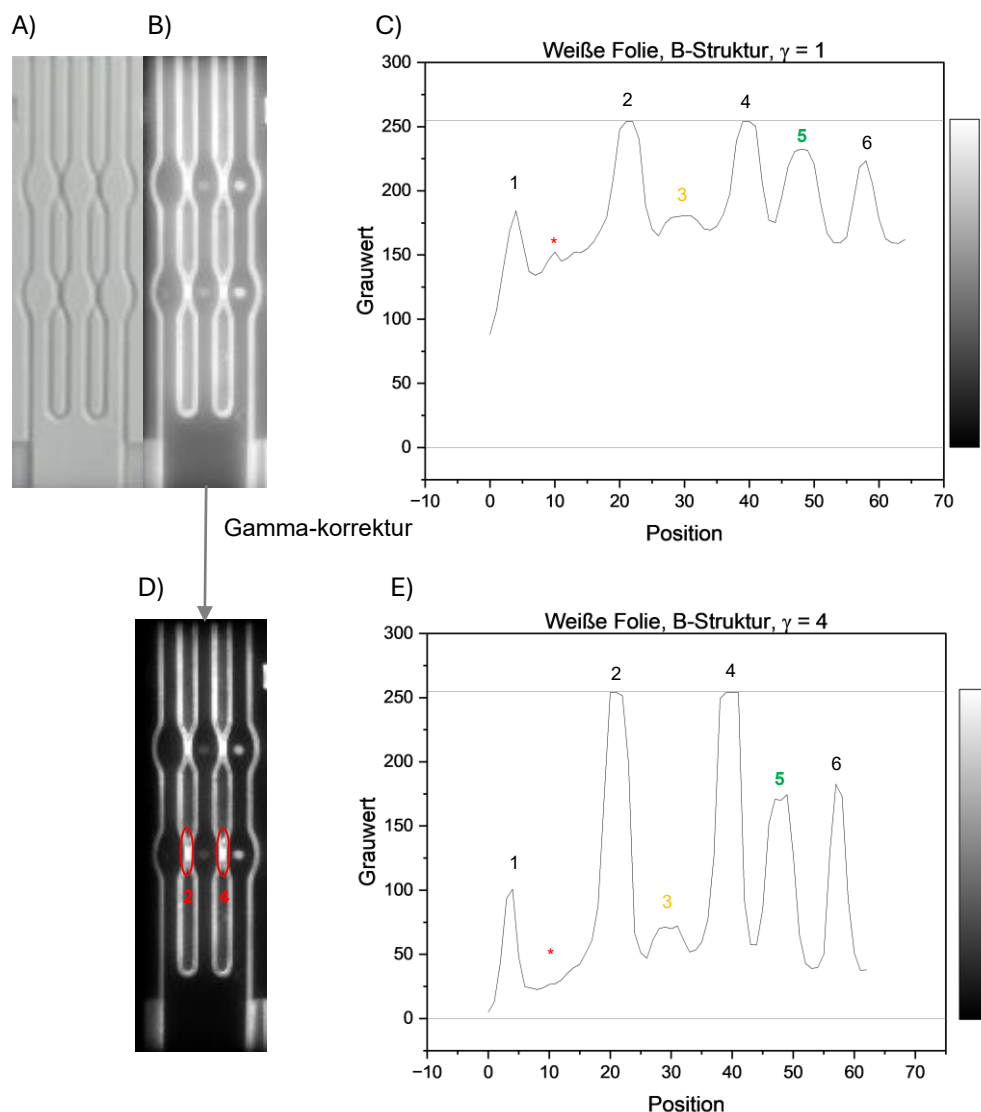 A)
B)
C)
Weiße Folie, B-Struktur, γ = 1
300
250
200
150
100
50
0
Grauwert
1
*
2
3
4
5
6
−10 0 10 20 30 40 50 60 70
Position
Gamma-korrektur
D)
2 4
E)
Weiße Folie, B-Struktur, γ = 4
300
250
200
150
100
50
0
Grauwert
1
*
2
3
4
5
6
−10 0 10 20 30 40 50 60 70
Position